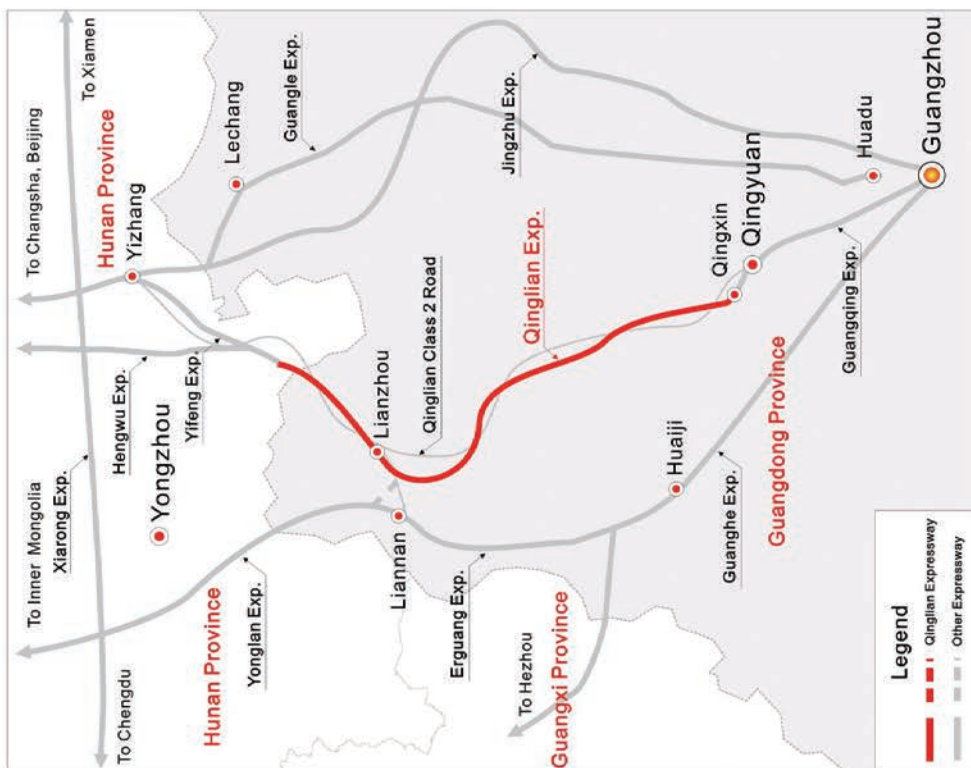 To Changsha, Beijing
To Xiamen
Hunan Province
Yizhang
Lechang
Guangle Exp.
Jingzhu Exp.
Huadu
Guangzhou
Hengwu Exp.
Yifeng Exp.
Qinglian Class 2 Road
Qinglian Exp.
Qingxin
Qingyuan
Guangqing Exp.
To Inner Mongolia
Xiarong Exp.
Yongzhou
Lianzhou
Huaiji
Guangdong Province
Guanghe Exp.
Liannan
Yonglian Exp.
Erguang Exp.
Hunan Province
To Chengdu
To Hezhou
Guangxi Province
Legend
Qinglian Expressway
Other Expressway